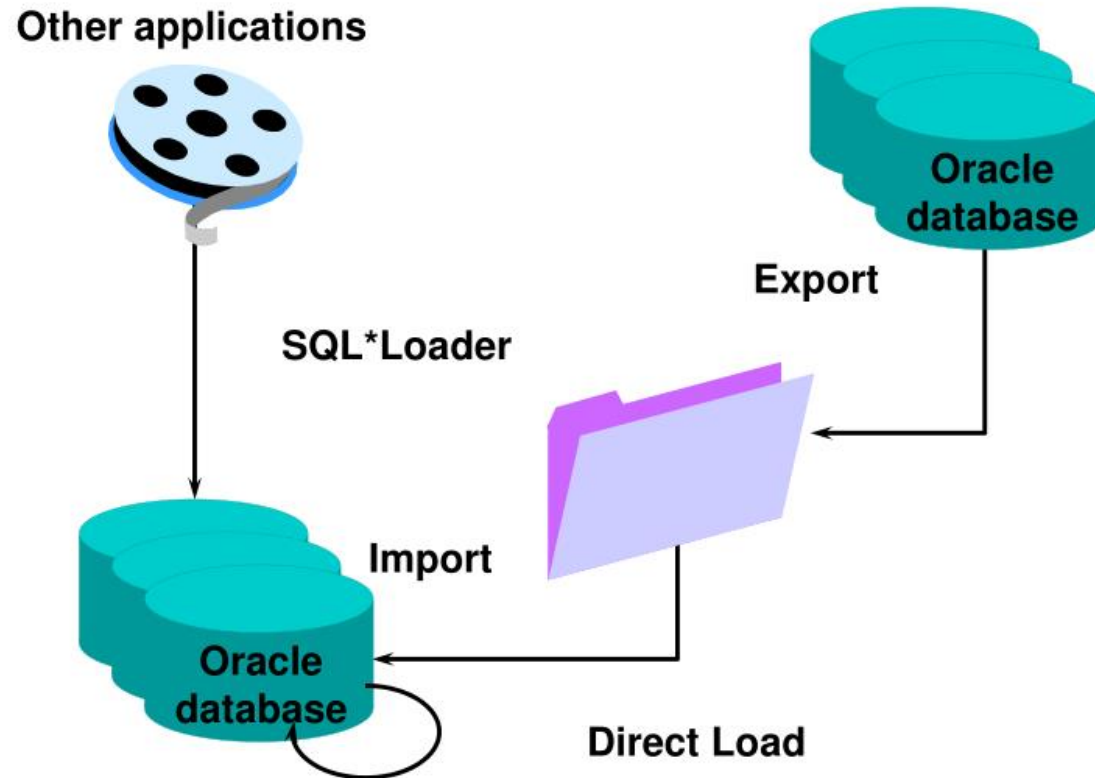 Other applications
Oracle
database
Export
SQL*Loader
Import
Oracle
database
Direct Load